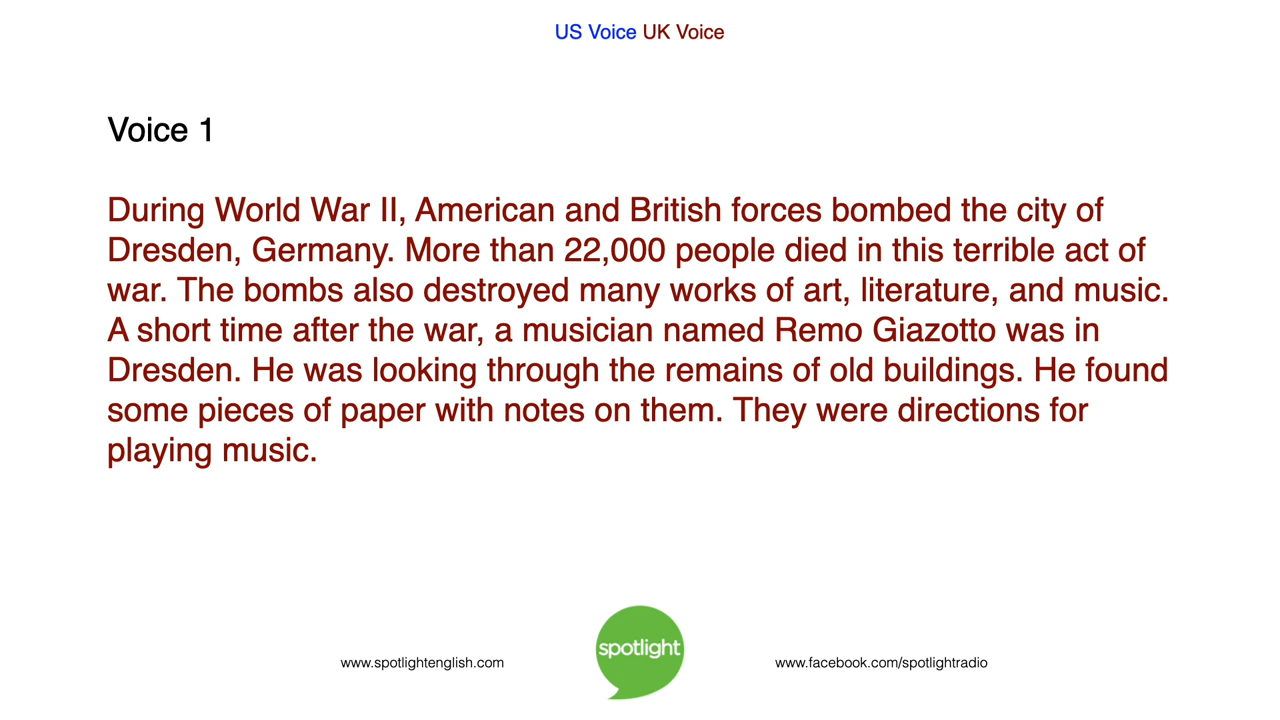 US Voice UK Voice
Voice 1
During World War II, American and British forces bombed the city of
Dresden, Germany. More than 22,000 people died in this terrible act of
war. The bombs also destroyed many works of art, literature, and music.
A short time after the war, a musician named Remo Giazotto was in
Dresden. He was looking through the remains of old buildings. He found
some pieces of paper with notes on them. They were directions for
playing music.
www.spotlightenglish.com
spotlight
www.facebook.com/spotlightradio